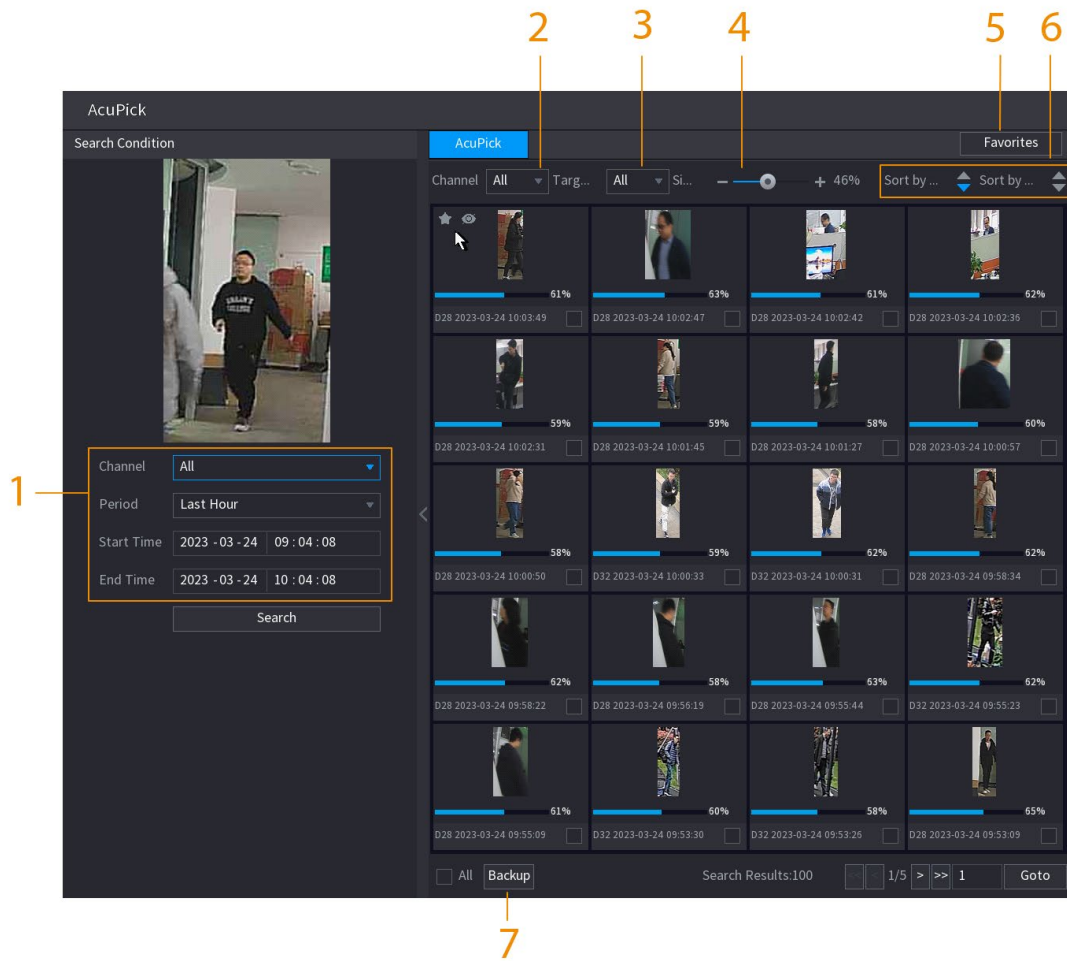 2 3 4 5 6
AcuPick
Search Condition
AcuPick
Favorites
Channel All Targ... All Si... 46% Sort by ... Sort by ...
61% 63% 61% 62%
D28 2023-03-24 10:03:49 D28 2023-03-24 10:02:47 D28 2023-03-24 10:02:42 D28 2023-03-24 10:02:36
59% 59% 58% 60%
D28 2023-03-24 10:02:31 D28 2023-03-24 10:01:45 D28 2023-03-24 10:01:27 D28 2023-03-24 10:00:57
58% 59% 62% 62%
D28 2023-03-24 10:00:50 D32 2023-03-24 10:00:33 D32 2023-03-24 10:00:31 D28 2023-03-24 09:58:34
62% 58% 63% 62%
D28 2023-03-24 09:58:22 D28 2023-03-24 09:56:19 D28 2023-03-24 09:55:44 D32 2023-03-24 09:55:23
61% 60% 58% 65%
D28 2023-03-24 09:55:09 D32 2023-03-24 09:53:30 D32 2023-03-24 09:53:26 D28 2023-03-24 09:53:09
1
Channel All
Period Last Hour
Start Time 2023 -03 -24 09 : 04 : 08
End Time 2023 -03 -24 10 : 04 : 08
Search
All Backup Search Results:100 << < 1/5 > >> 1 Goto
7